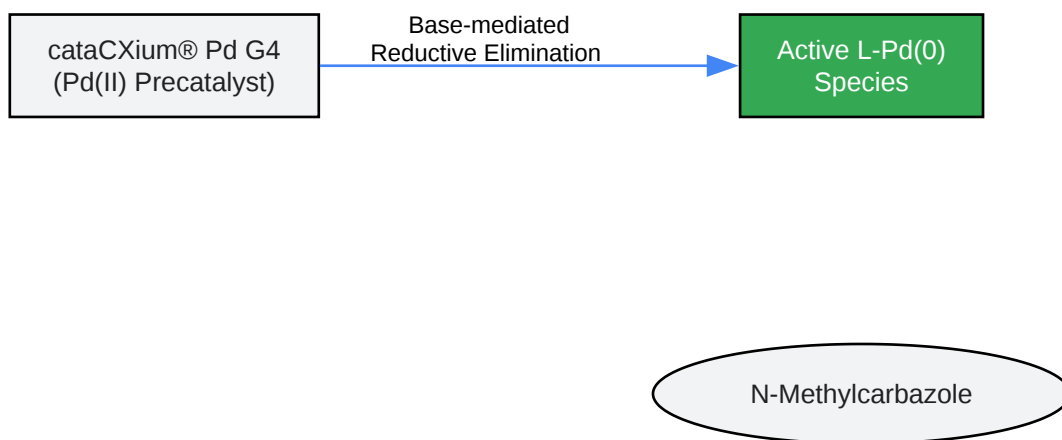 cataCXium® Pd G4
(Pd(II) Precatalyst)
Base-mediated
Reductive Elimination
Active L-Pd(0)
Species
N-Methylcarbazole